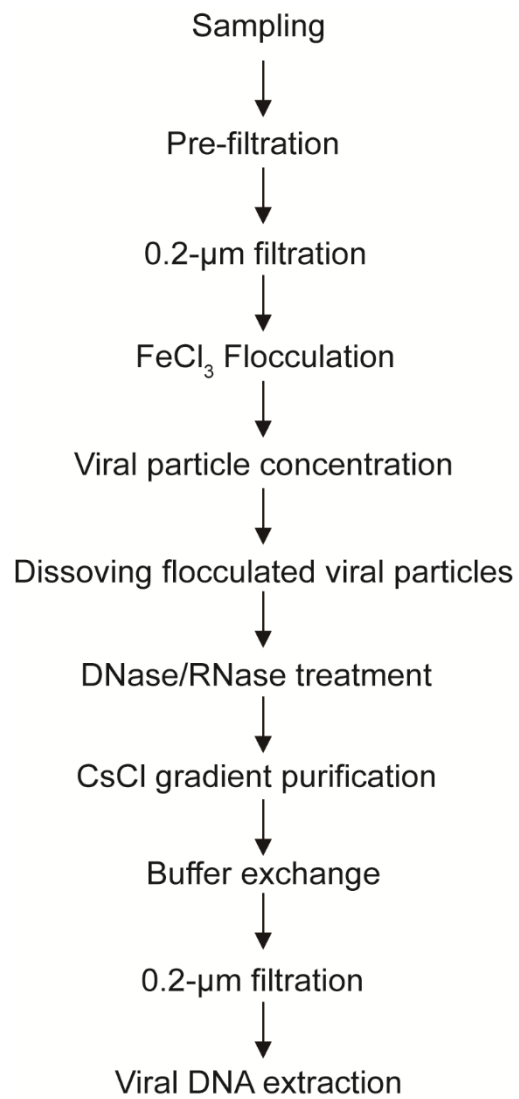 Sampling
Pre-filtration
0.2-µm filtration
FeCl₃ Flocculation
Viral particle concentration
Dissoving flocculated viral particles
DNase/RNase treatment
CsCl gradient purification
Buffer exchange
0.2-µm filtration
Viral DNA extraction